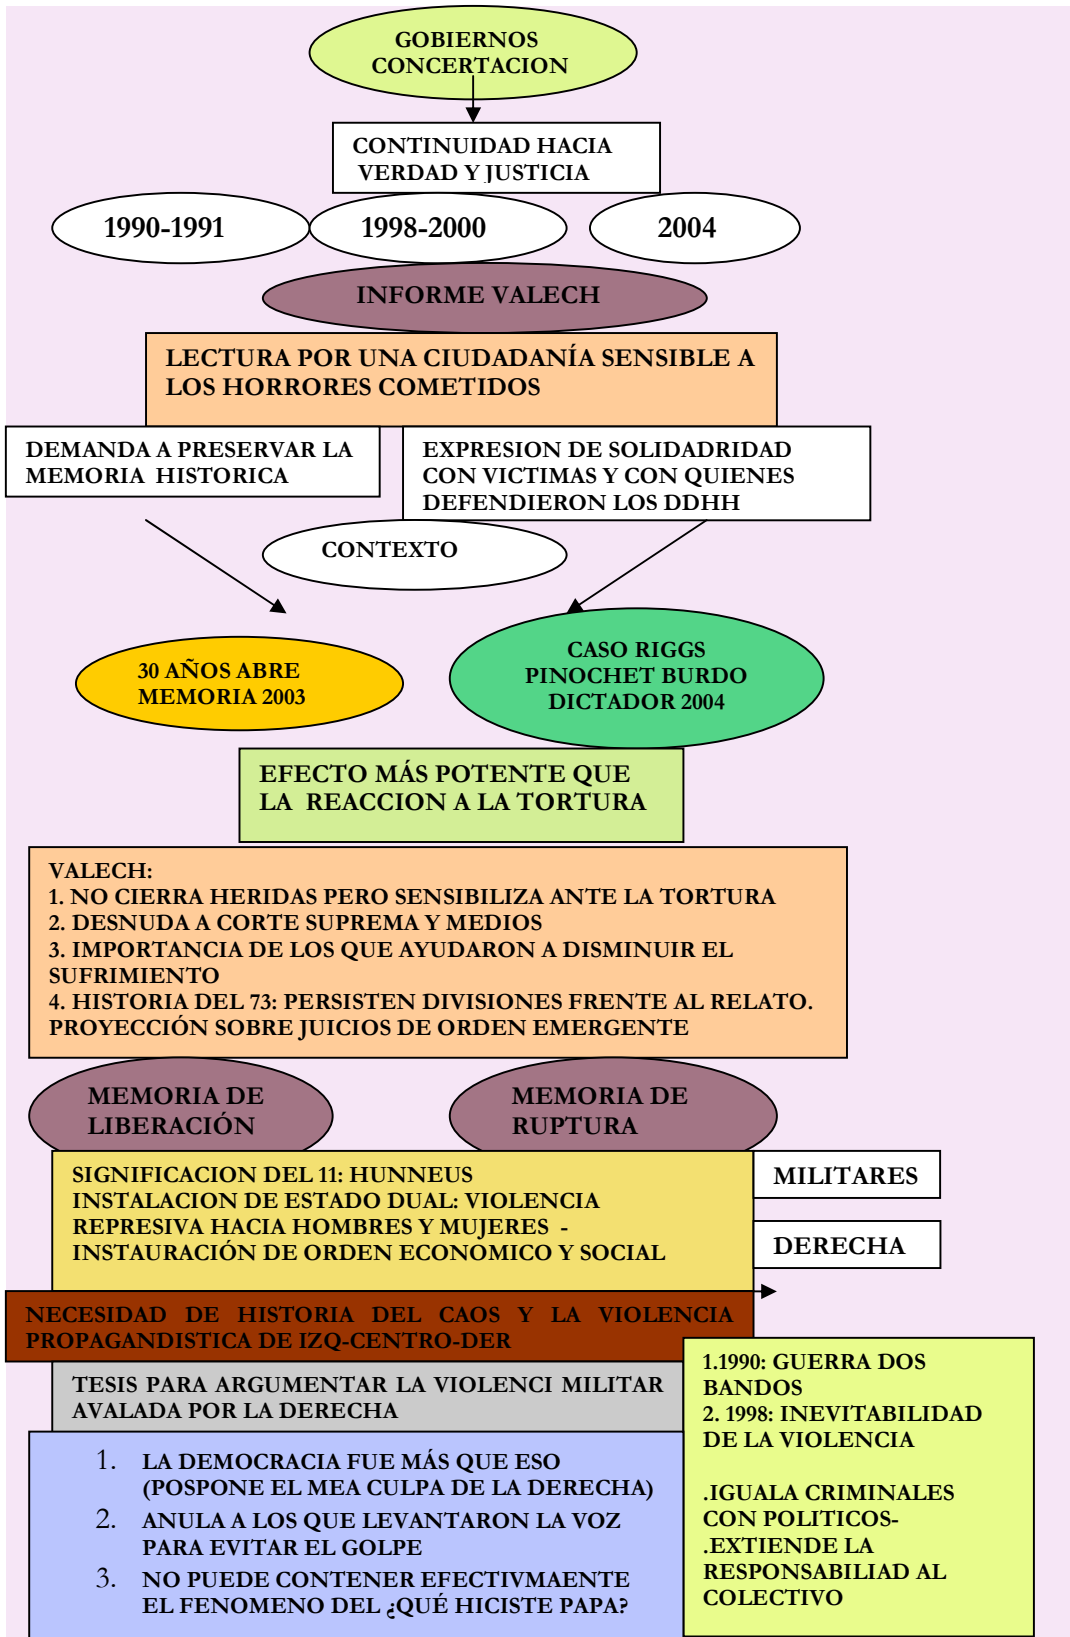 GOBIERNOS
CONCERTACION
CONTINUIDAD HACIA
VERDAD Y JUSTICIA
1990-1991
1998-2000
2004
INFORME VALECH
LECTURA POR UNA CIUDADANÍA SENSIBLE A
LOS HORRORES COMETIDOS
DEMANDA A PRESERVAR LA
MEMORIA HISTORICA
EXPRESION DE SOLIDADRIDAD
CON VICTIMAS Y CON QUIENES
DEFENDIERON LOS DDHH
CONTEXTO
30 AÑOS ABRE
MEMORIA 2003
CASO RIGGS
PINOCHET BURDO
DICTADOR 2004
EFECTO MÁS POTENTE QUE
LA REACCION A LA TORTURA
VALECH:
1. NO CIERRA HERIDAS PERO SENSIBILIZA ANTE LA TORTURA
2. DESNUDA A CORTE SUPREMA Y MEDIOS
3. IMPORTANCIA DE LOS QUE AYUDARON A DISMINUIR EL
SUFRIMIENTO
4. HISTORIA DEL 73: PERSISTEN DIVISIONES FRENTE AL RELATO.
PROYECCIÓN SOBRE JUICIOS DE ORDEN EMERGENTE
MEMORIA DE
LIBERACIÓN
MEMORIA DE
RUPTURA
SIGNIFICACION DEL 11: HUNNEUS
INSTALACION DE ESTADO DUAL: VIOLENCIA
REPRESIVA HACIA HOMBRES Y MUJERES -
INSTAURACIÓN DE ORDEN ECONOMICO Y SOCIAL
MILITARES
DERECHA
NECESIDAD DE HISTORIA DEL CAOS Y LA VIOLENCIA
PROPAGANDISTICA DE IZQ-CENTRO-DER
TESIS PARA ARGUMENTAR LA VIOLENCI MILITAR
AVALADA POR LA DERECHA
1. LA DEMOCRACIA FUE MÁS QUE ESO
(POSPONE EL MEA CULPA DE LA DERECHA)
2. ANULA A LOS QUE LEVANTARON LA VOZ
PARA EVITAR EL GOLPE
3. NO PUEDE CONTENER EFECTIVMAENTE
EL FENOMENO DEL ¿QUÉ HICISTE PAPA?
1.1990: GUERRA DOS
BANDOS
2. 1998: INEVITABILIDAD
DE LA VIOLENCIA
.IGUALA CRIMINALES
CON POLITICOS-
.EXTIENDE LA
RESPONSABILIAD AL
COLECTIVO